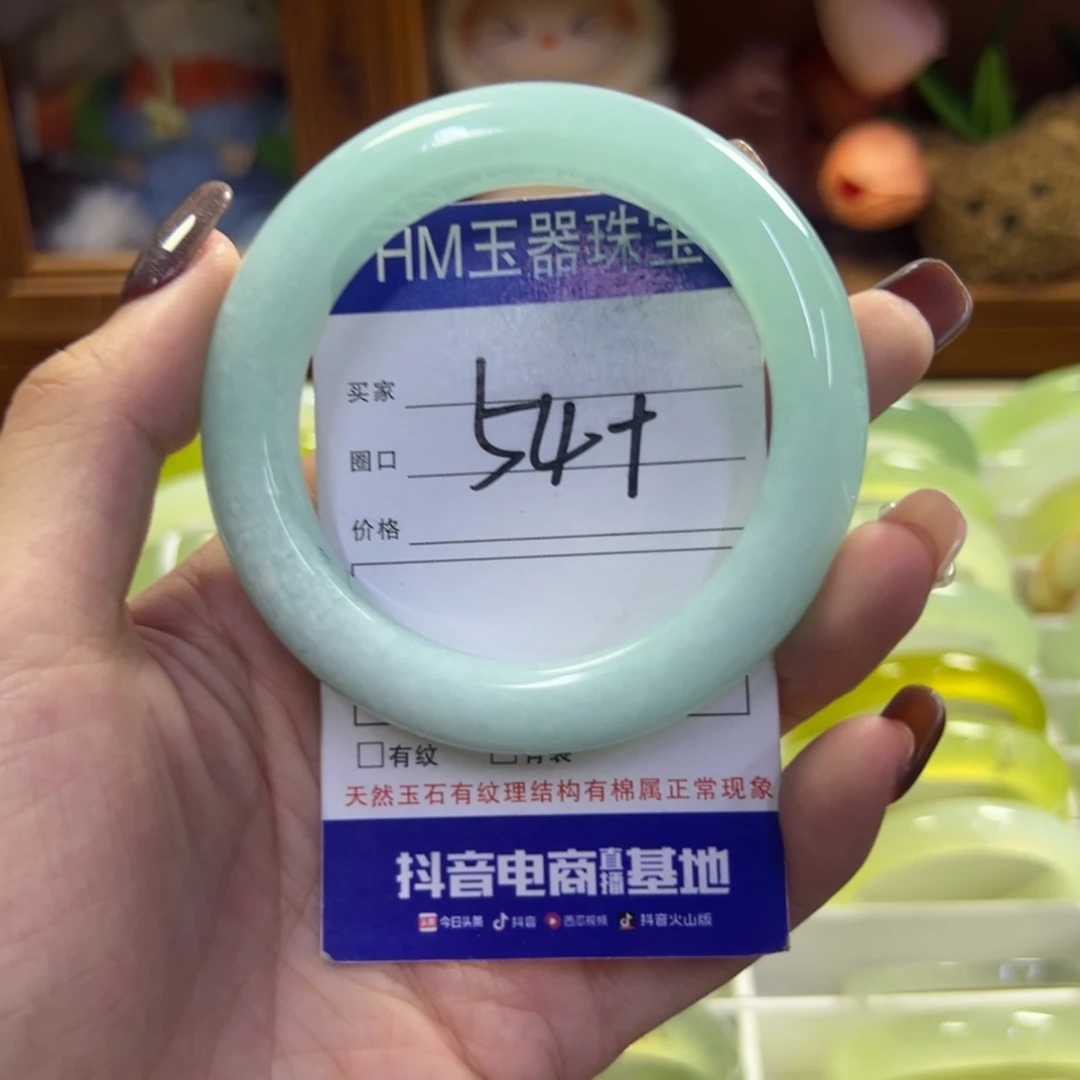 HM玉器珠宝
买家
圈口
54+
价格
□有纹
天然玉石有纹理结构有棉属正常现象
抖音电商直播基地
今日头条 抖音 西瓜视频 抖音火山版